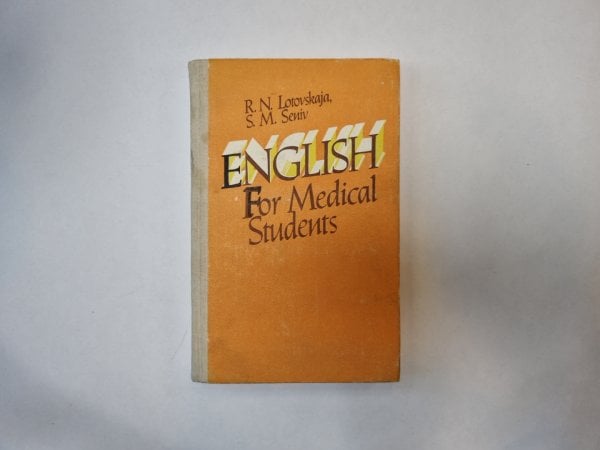 R. N. Lotovskaja,
S. M. Seniv
ENGLISH
For Medical
Students